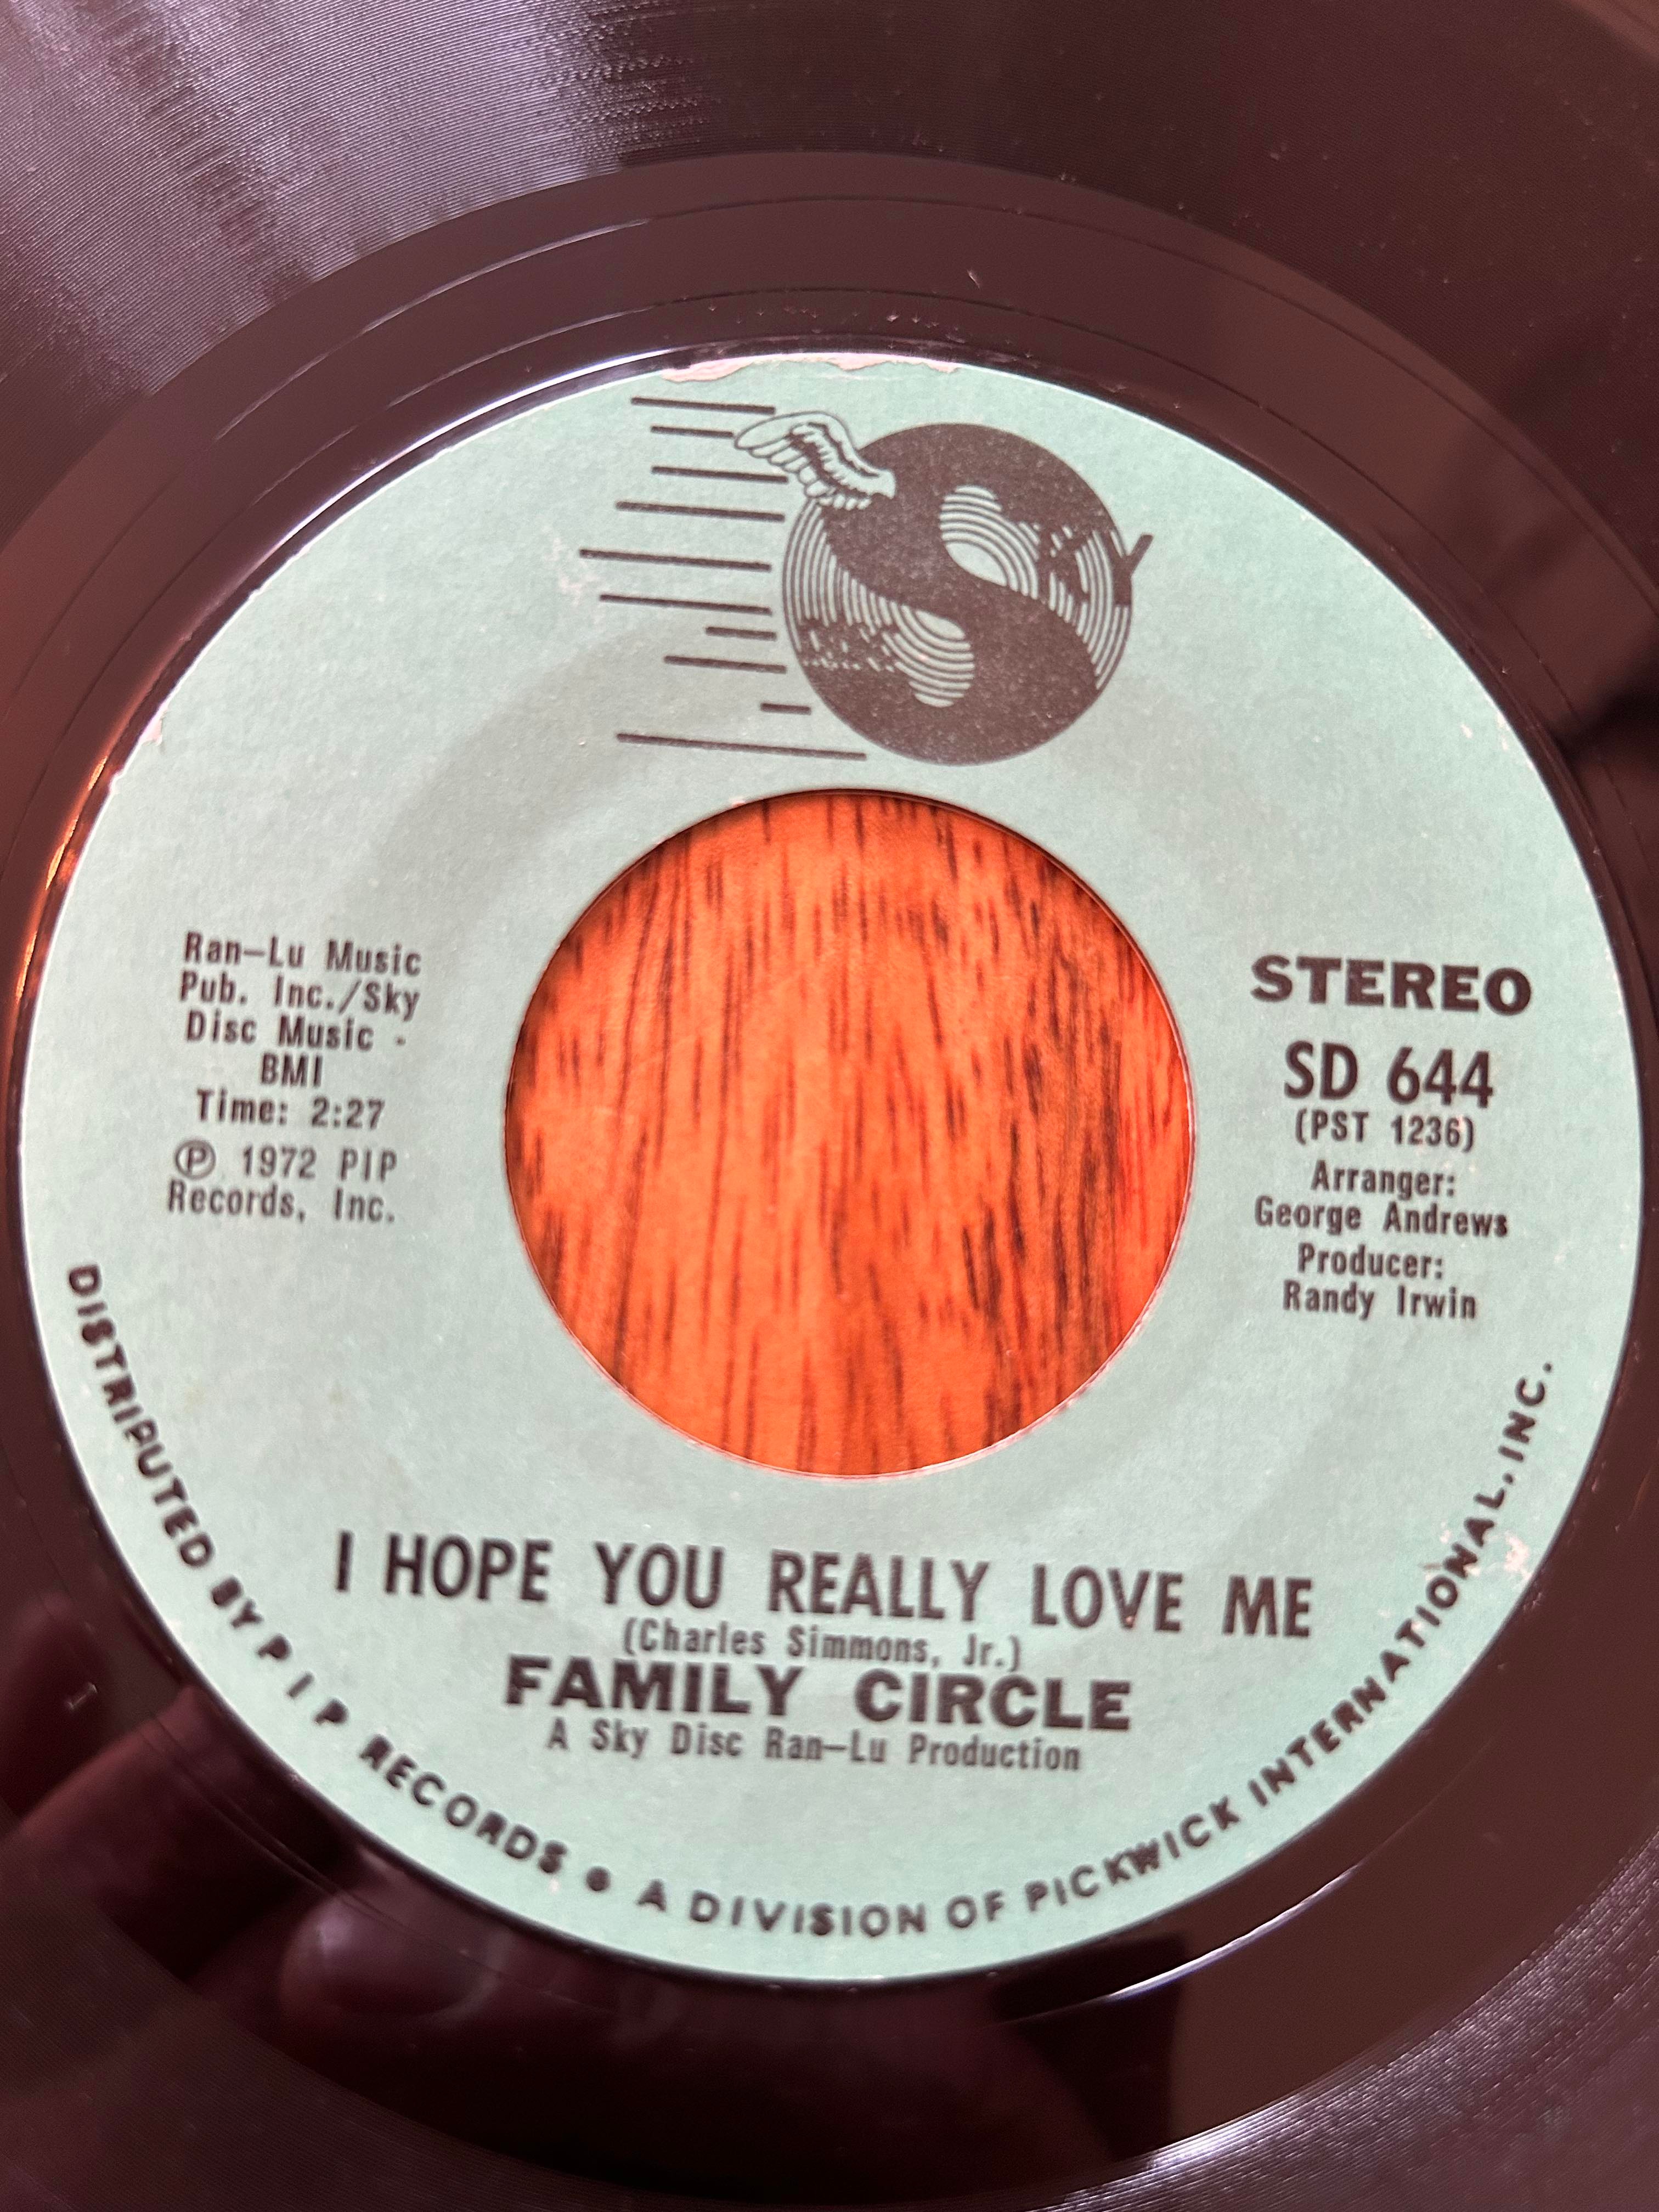 SKY
DISC
Ran-Lu Music
Pub. Inc./Sky
Disc Music -
BMI
Time: 2:27
℗ 1972 PIP
Records, Inc.
STEREO
SD 644
(PST 1236)
Arranger:
George Andrews
Producer:
Randy Irwin
I HOPE YOU REALLY LOVE ME
(Charles Simmons, Jr.)
FAMILY CIRCLE
A Sky Disc Ran-Lu Production
DISTRIBUTED BY P I P RECORDS • A DIVISION OF PICKWICK INTERNATIONAL, INC.